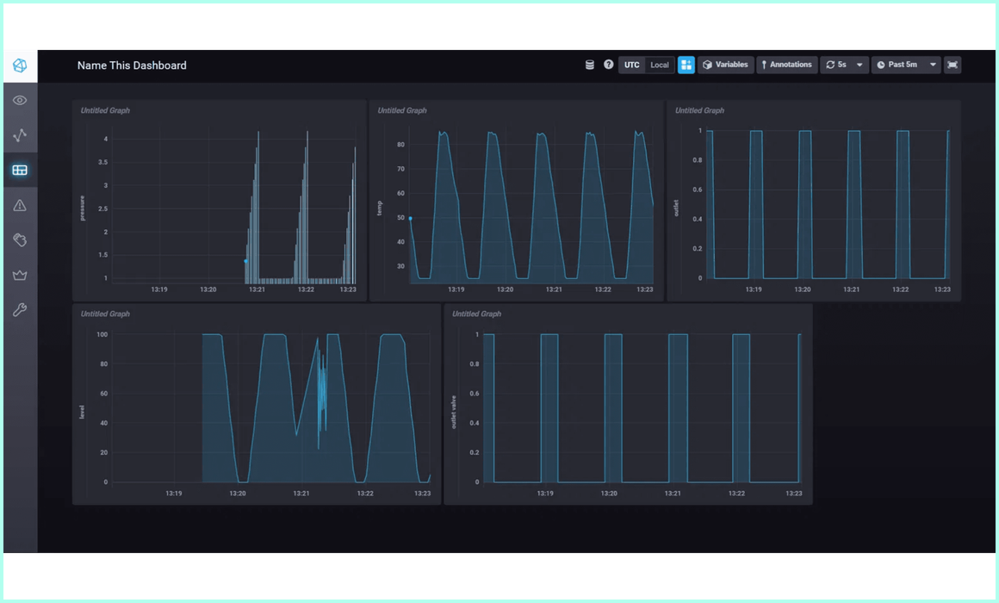 Name This Dashboard
UTC Local Variables Annotations 5s Past 5m
Untitled Graph
pressure
4
3.5
3
2.5
2
1.5
1
13:19 13:20 13:21 13:22 13:23
Untitled Graph
temp
80
70
60
50
40
30
13:19 13:20 13:21 13:22 13:23
Untitled Graph
outlet
1
0.8
0.6
0.4
0.2
0
13:19 13:20 13:21 13:22 13:23
Untitled Graph
level
100
80
60
40
20
0
13:19 13:20 13:21 13:22 13:23
Untitled Graph
outlet valve
1
0.8
0.6
0.4
0.2
0
13:19 13:20 13:21 13:22 13:23